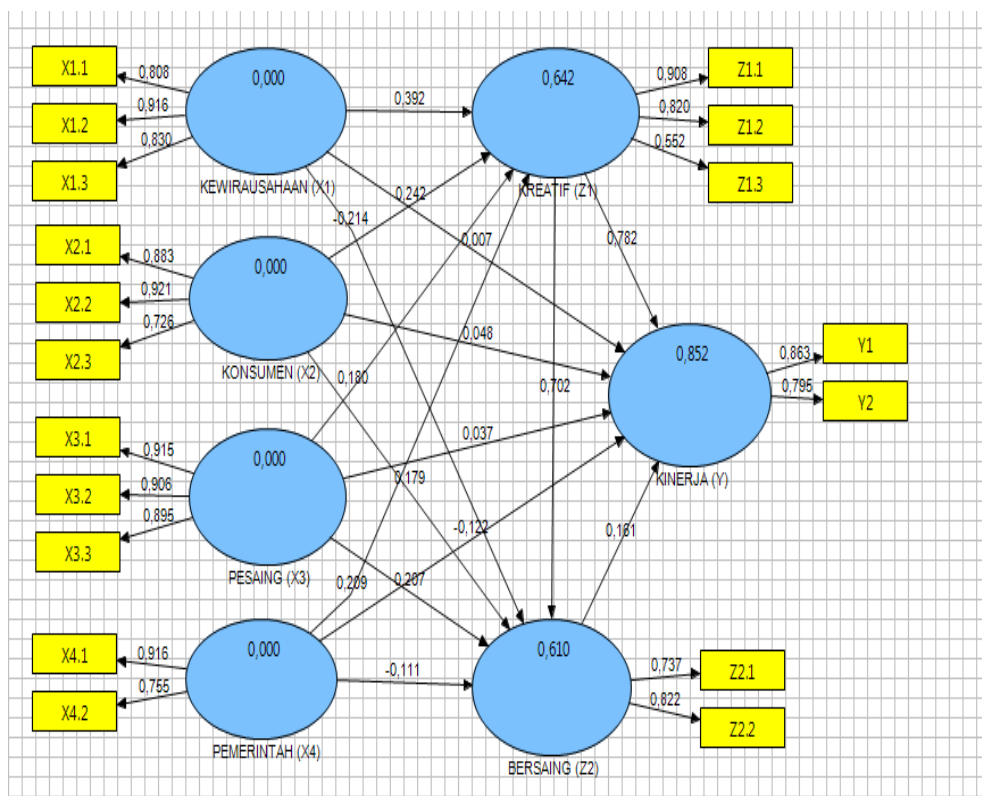 X1.1
0,808
X1.2
0,916
X1.3
0,830
0,000
KEWIRAUSAHAAN (X1)
0,392
0,642
KREATIF (Z1)
0,908
Z1.1
0,820
Z1.2
0,552
Z1.3
0,242
-0,214
0,007
0,782
X2.1
0,883
X2.2
0,921
X2.3
0,726
0,000
KONSUMEN (X2)
0,048
0,180
0,702
0,852
KINERJA (Y)
0,863
Y1
0,795
Y2
X3.1
0,915
X3.2
0,906
X3.3
0,895
0,000
PESAING (X3)
0,037
0,179
-0,122
0,161
0,209
0,207
X4.1
0,916
X4.2
0,755
0,000
PEMERINTAH (X4)
-0,111
0,610
BERSAING (Z2)
0,737
Z2.1
0,822
Z2.2